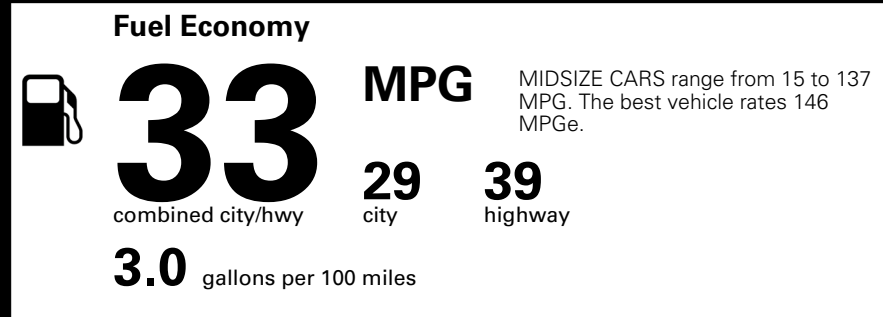 Fuel Economy
33 MPG
MIDSIZE CARS range from 15 to 137
MPG. The best vehicle rates 146
MPGe.
29 39
combined city/hwy city highway
3.0 gallons per 100 miles